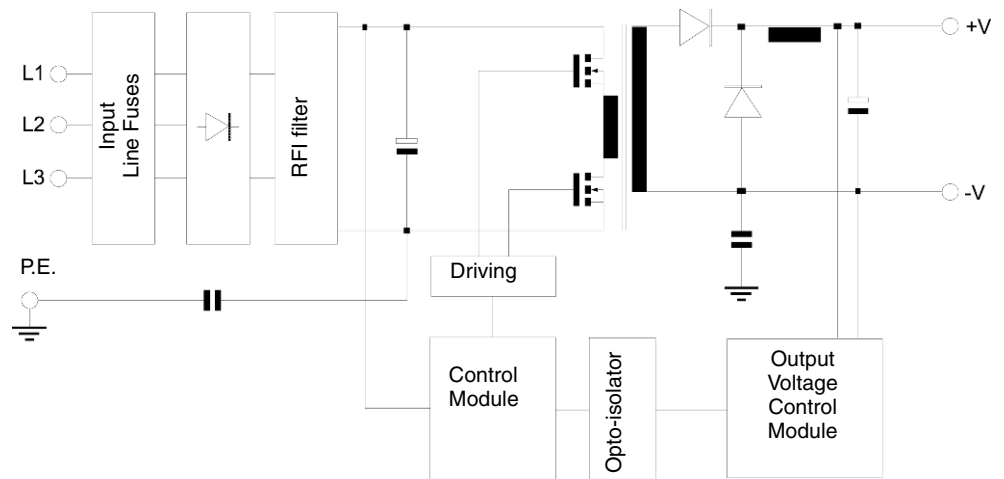 L1
L2
L3
Input
Line Fuses
RFI filter
+V
-V
P.E.
Driving
Control
Module
Opto-isolator
Output
Voltage
Control
Module